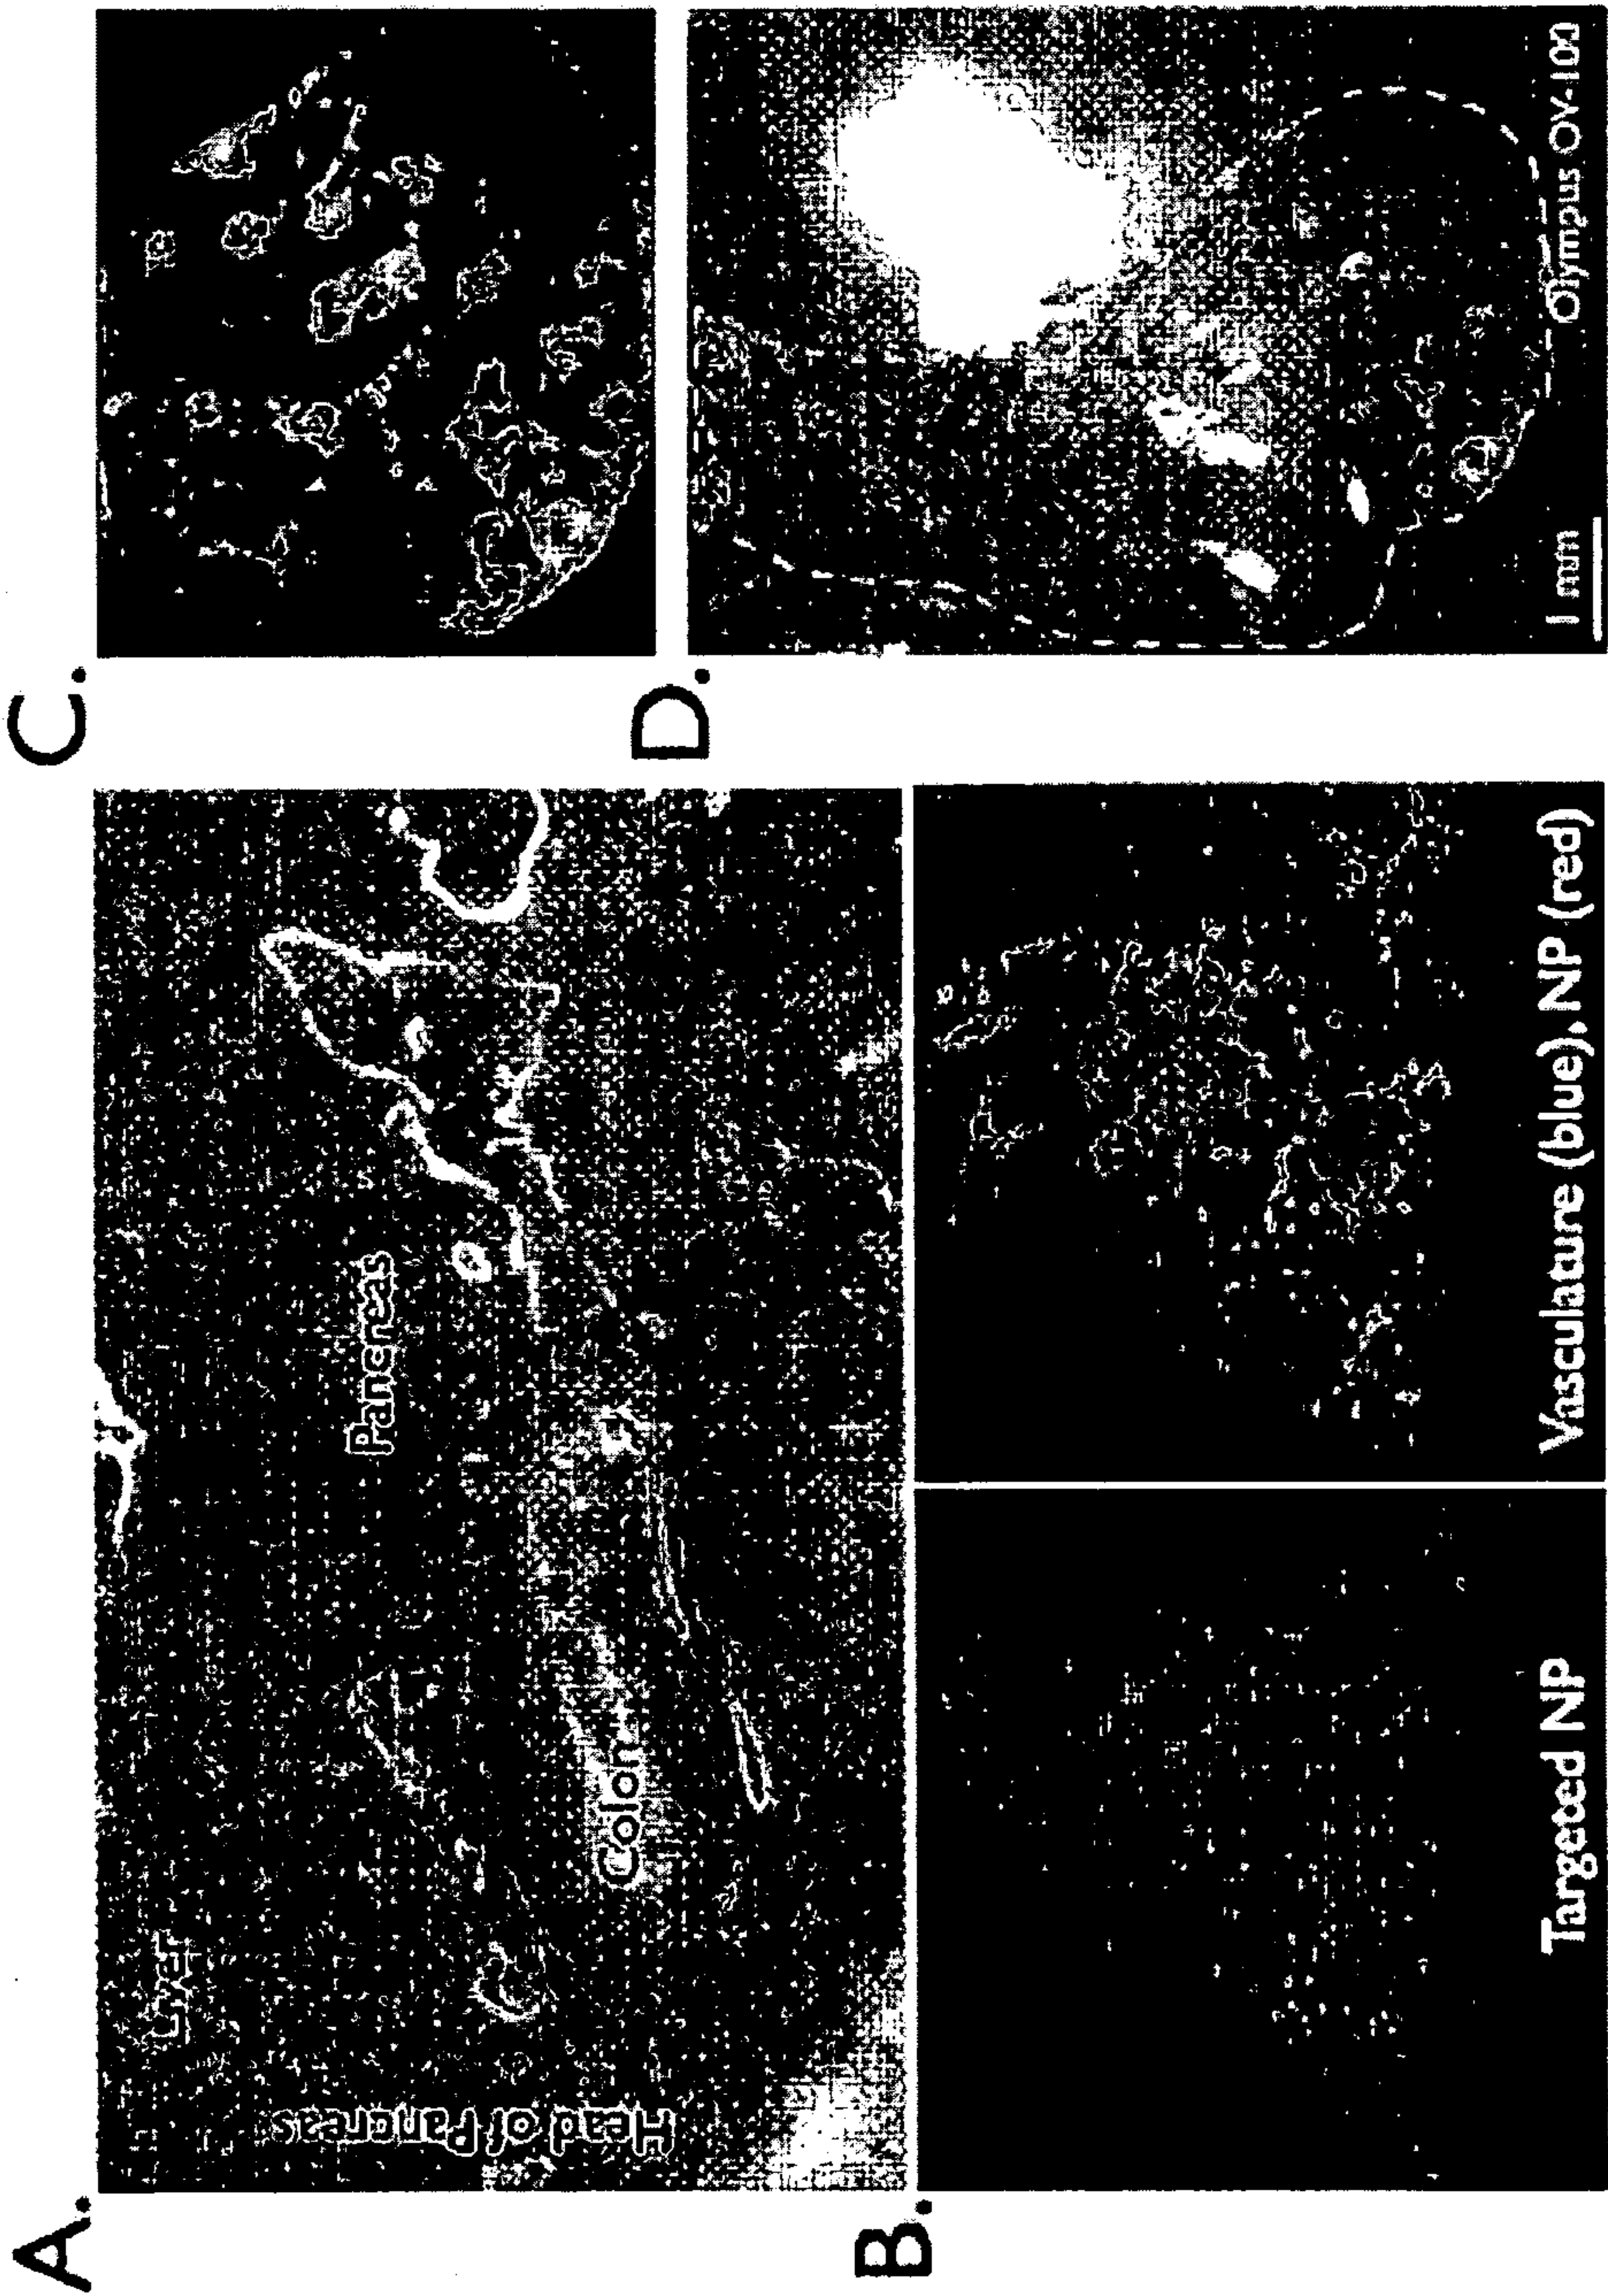 A.
Liver
Pancreas
Head of Pancreas
Colon
B.
Targeted NP
Vasculature (blue), NP (red)
C.
D.
1 mm
Olympus OV-100